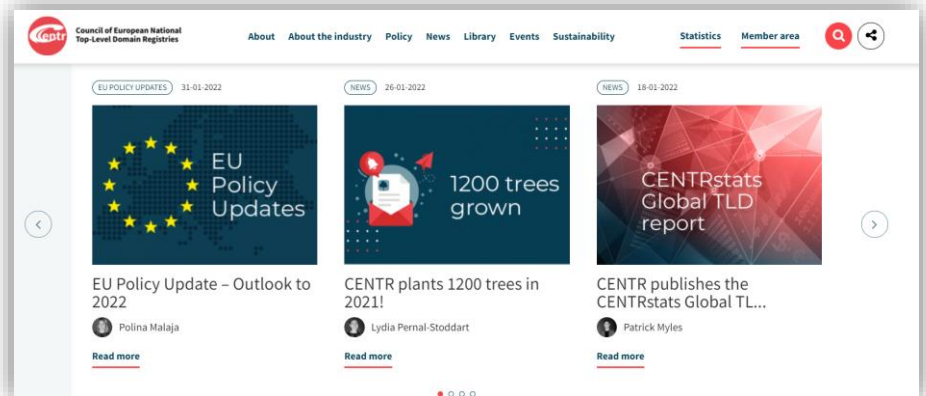 Centr
Council of European National
Top-Level Domain Registries
About About the industry Policy News Library Events Sustainability
Statistics Member area
EU POLICY UPDATES 31-01-2022
NEWS 26-01-2022
NEWS 18-01-2022
EU
Policy
Updates
1200 trees
grown
CENTRstats
Global TLD
report
EU Policy Update – Outlook to
2022
CENTR plants 1200 trees in
2021!
CENTR publishes the
CENTRstats Global TL...
Polina Malaja
Lydia Pernal-Stoddart
Patrick Myles
Read more
Read more
Read more